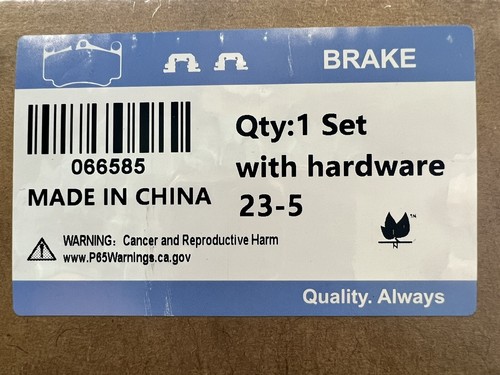 BRAKE
066585
MADE IN CHINA
Qty:1 Set
with hardware
23-5
WARNING: Cancer and Reproductive Harm
www.P65Warnings.ca.gov
N
Quality. Always